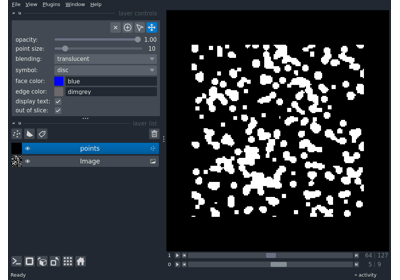 File View Plugins Window Help
layer controls
opacity: 1.00
point size: 10
blending: translucent
symbol: disc
face color: blue
edge color: dimgrey
display text:
out of slice:
layer list
points
Image
1 64 127
0 5 9
Ready activity